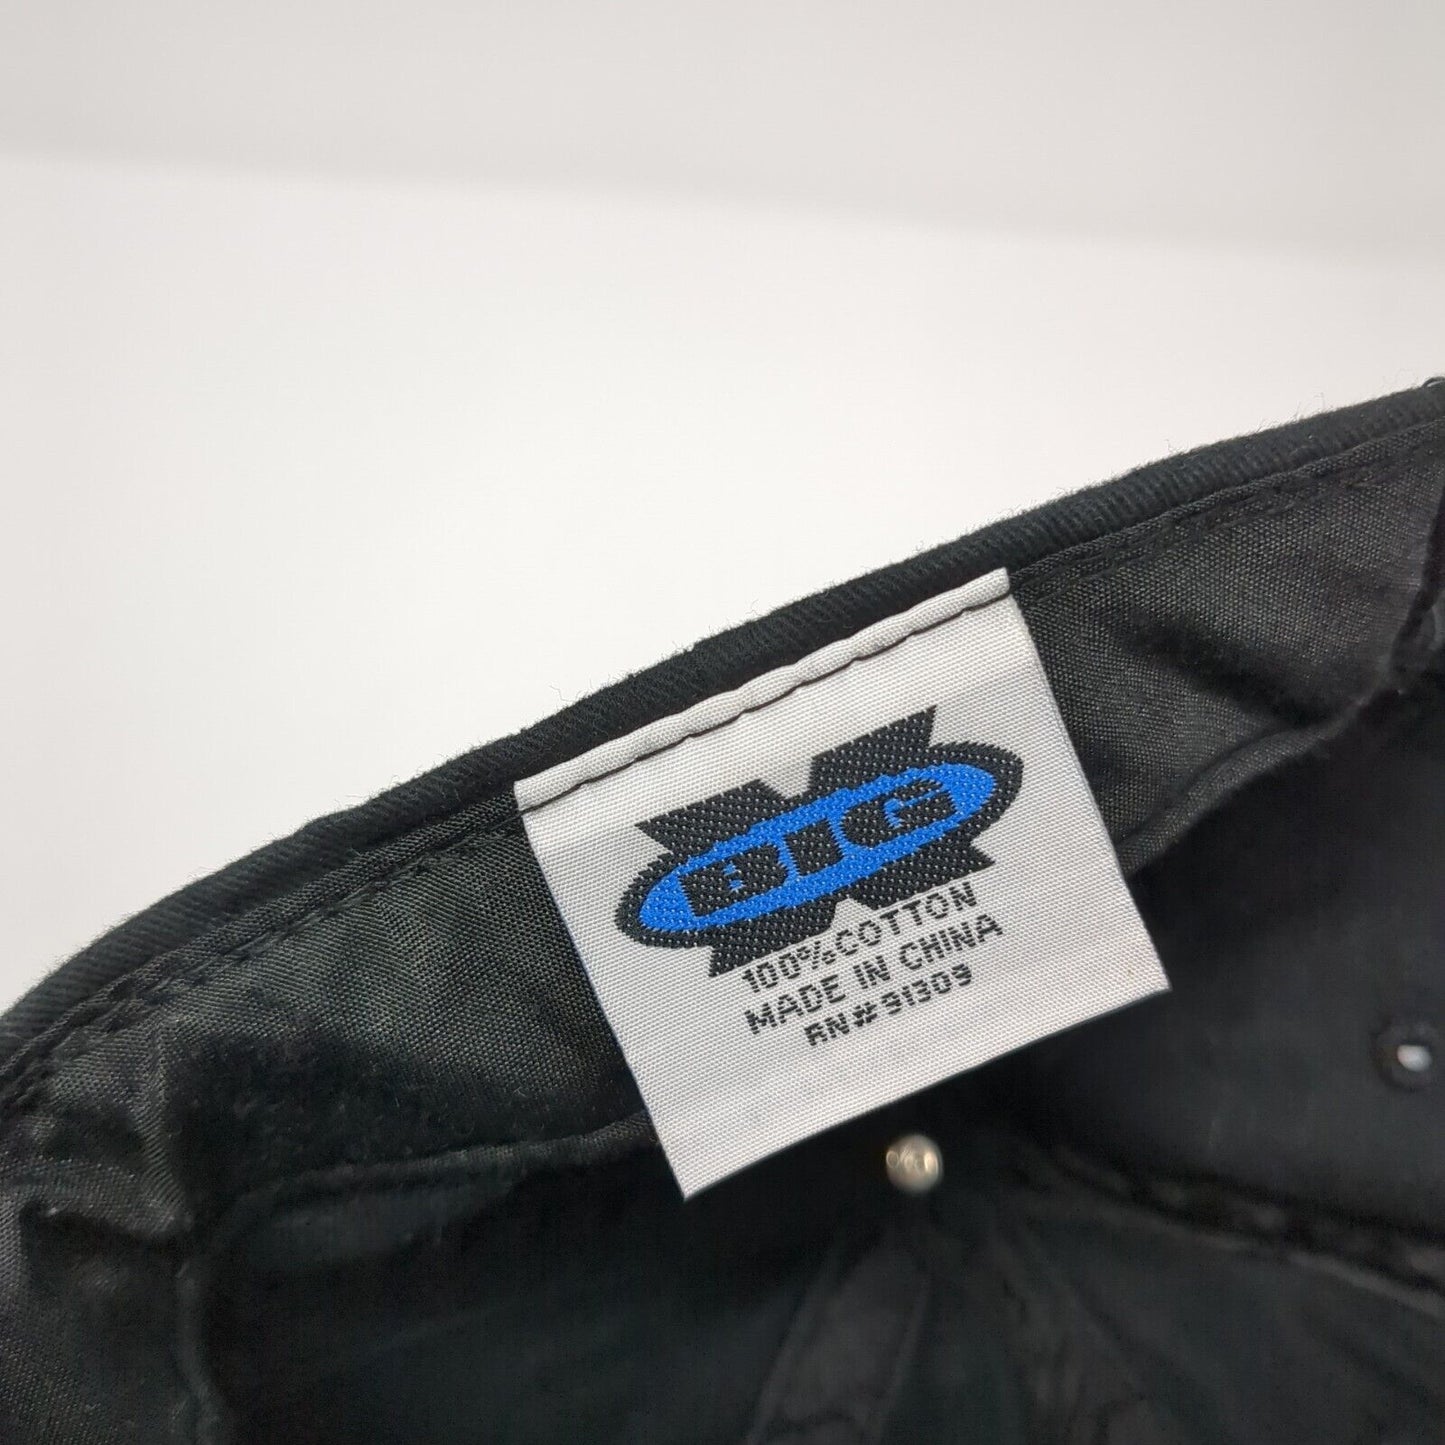 BIG
100% COTTON
MADE IN CHINA
RN# 91309